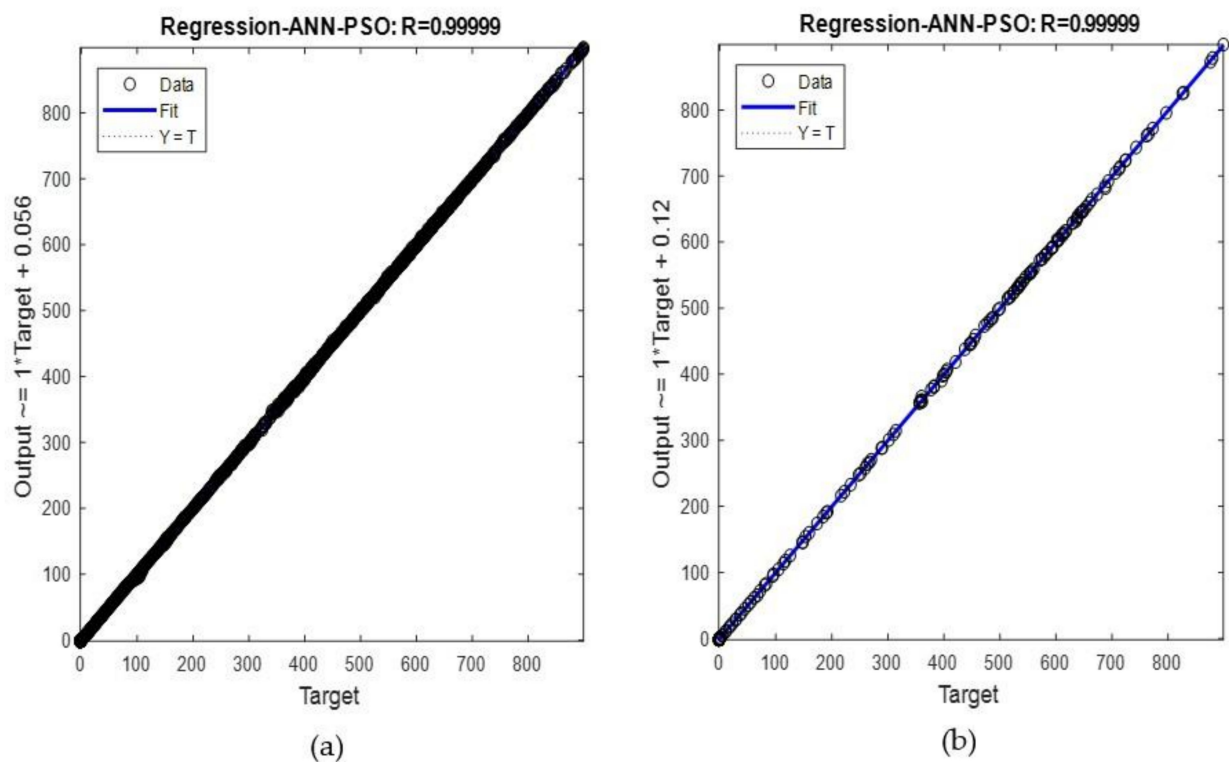 Regression-ANN-PSO: R=0.99999
Data
Fit
Y = T
Output ~= 1*Target + 0.056
800
700
600
500
400
300
200
100
0
0 100 200 300 400 500 600 700 800
Target
(a)
Regression-ANN-PSO: R=0.99999
Data
Fit
Y = T
Output ~= 1*Target + 0.12
800
700
600
500
400
300
200
100
0
0 100 200 300 400 500 600 700 800
Target
(b)